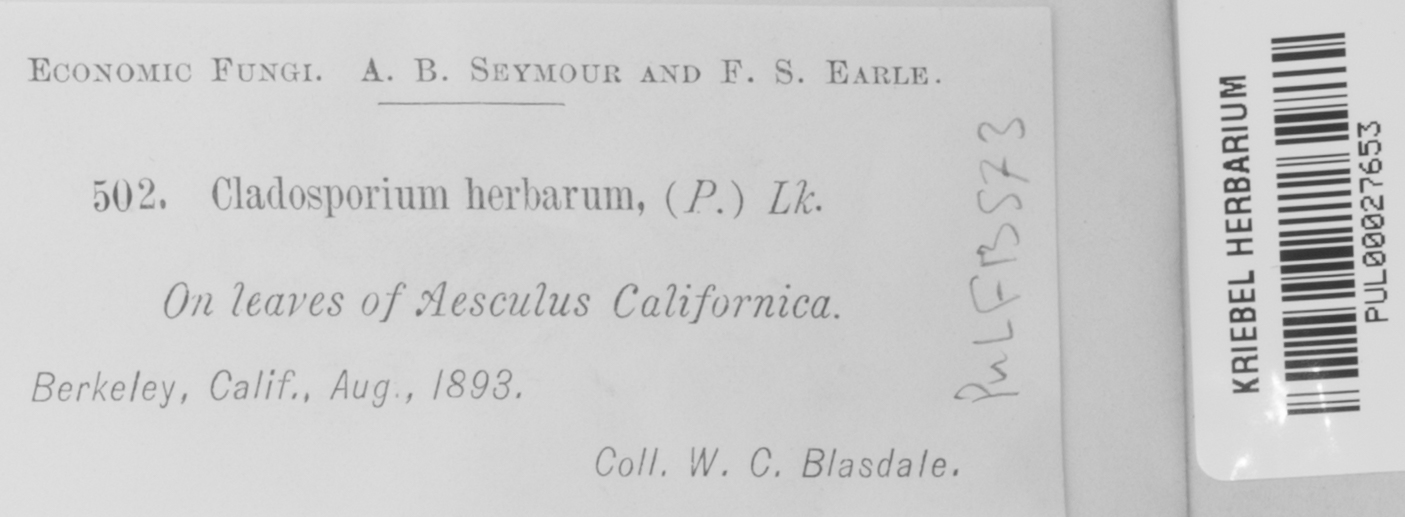 ECONOMIC FUNGI. A. B. SEYMOUR AND F. S. EARLE.
502. Cladosporium herbarum, (P.) Lk.
On leaves of Aesculus Californica.
Berkeley, Calif., Aug., 1893.
Coll. W. C. Blasdale.
PuLFB573
KRIEBEL HERBARIUM
PUL00027653